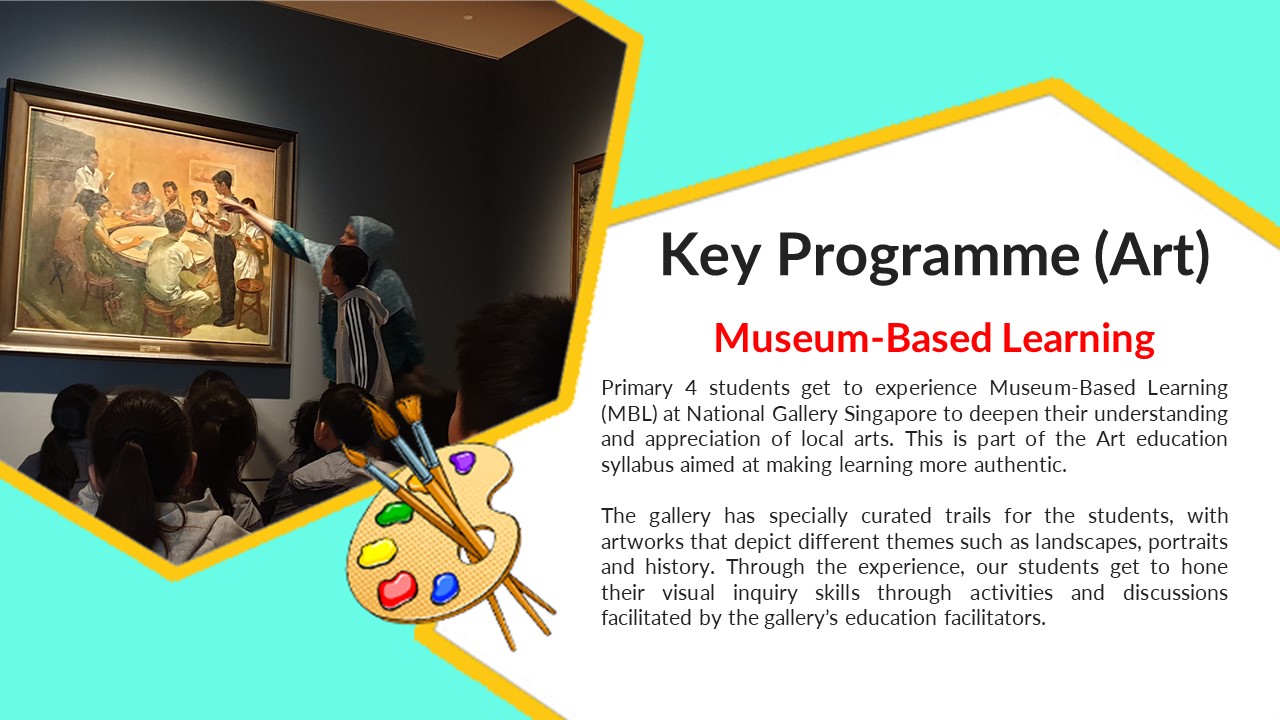 Key Programme (Art)
Museum-Based Learning
Primary 4 students get to experience Museum-Based Learning
(MBL) at National Gallery Singapore to deepen their understanding
and appreciation of local arts. This is part of the Art education
syllabus aimed at making learning more authentic.
The gallery has specially curated trails for the students, with
artworks that depict different themes such as landscapes, portraits
and history. Through the experience, our students get to hone
their visual inquiry skills through activities and discussions
facilitated by the gallery’s education facilitators.